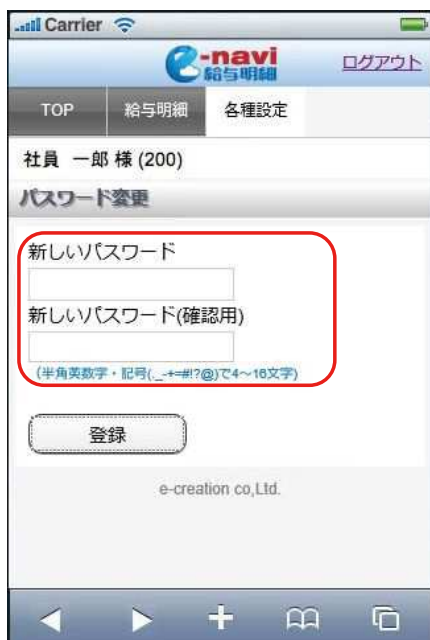 Carrier
e-navi
給与明細
ログアウト
TOP
給与明細
各種設定
社員 一郎 様 (200)
パスワード変更
新しいパスワード
新しいパスワード(確認用)
(半角英数字・記号(._-+=#!?@)で4～16文字)
登録
e-creation co,Ltd.